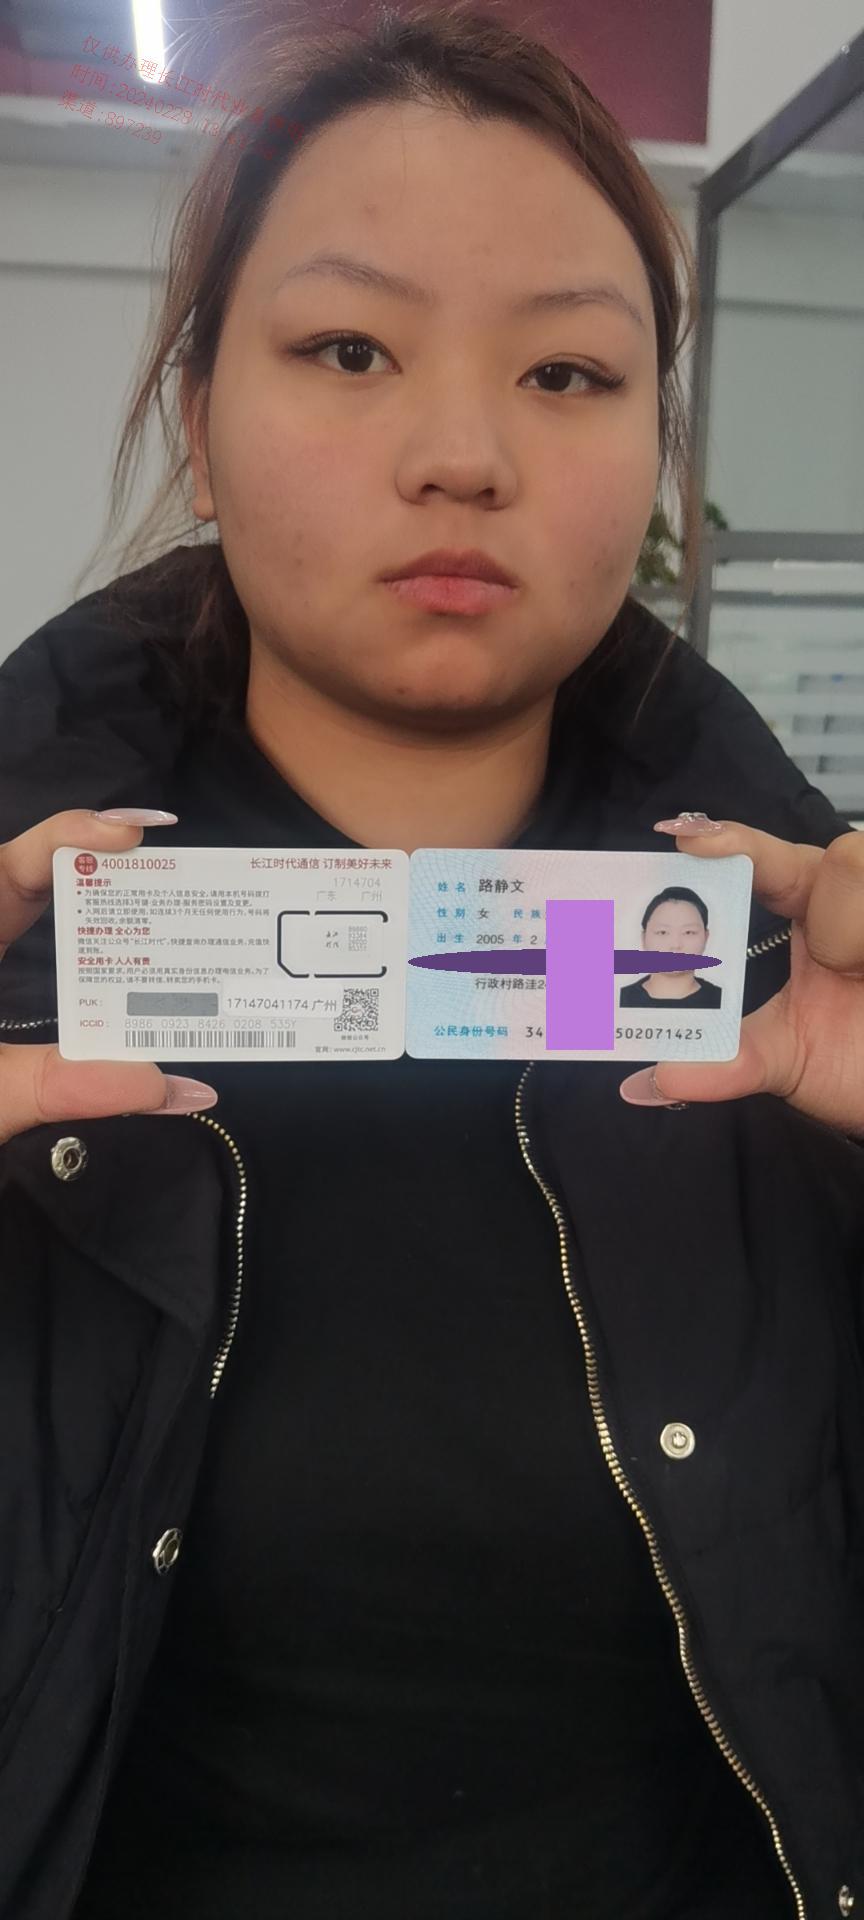 仅供办理长江时代业务使用
时间:20240228
渠道:897239
客服专线 4001810025
长江时代通信 订制美好未来
1714704
广东 广州
温馨提示
为确保您的正常用卡及个人信息安全,请用本机号码拨打
客服热线选择3号键-业务办理-服务密码设置及变更。
入网后请立即使用,如连续3个月无任何使用行为,号码将
失效回收,余额清零。
快捷办理 全心为您
微信关注公众号“长江时代”,快捷查询办理通信业务,充值快
速到账。
安全用卡 人人有责
按照国家要求,用户必须用真实身份信息办理电信业务,为了
保障您的权益,请不要转借、转卖您的手机卡。
PUK:
17147041174 广州
ICCID: 8986 0923 8426 0208 535Y
微信公众号
官网: www.cjtc.net.cn
姓名 路静文
性别 女 民族
出生 2005 年 2
行政村路洼2
公民身份号码 34 502071425